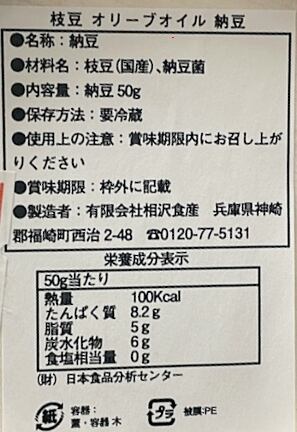 枝豆 オリーブオイル 納豆
●名称：納豆
●材料名：枝豆（国産）、納豆菌
●内容量：納豆50g
●保存方法：要冷蔵
●使用上の注意：賞味期限内にお召し上が
りください
●賞味期限：枠外に記載
●製造者：有限会社相沢食産　兵庫県神崎
郡福崎町西治2-48　☎0120-77-5131
栄養成分表示
50g当たり
熱量 100Kcal
たんぱく質 8.2g
脂質 5g
炭水化物 6g
食塩相当量 0g
（財）日本食品分析センター
紙
容器：
蓋・容器 木
プラ
被膜:PE